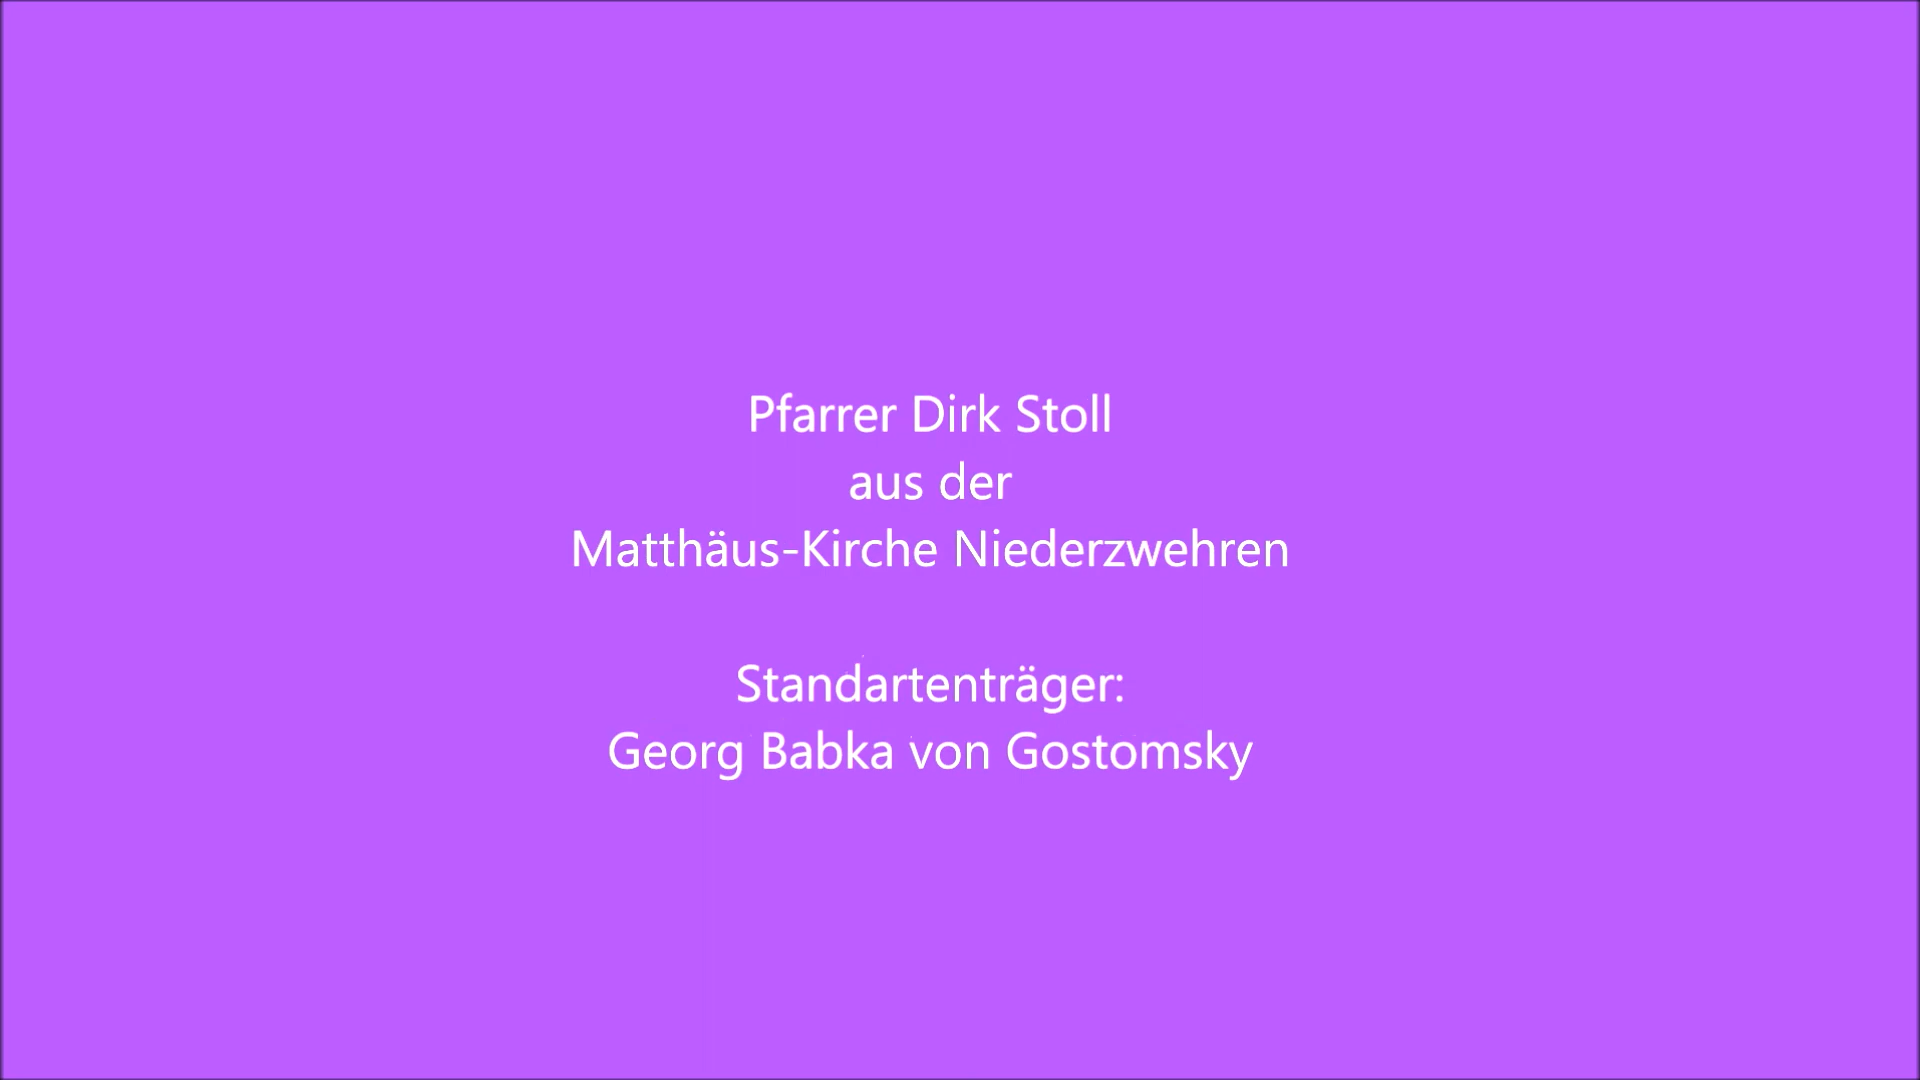 Pfarrer Dirk Stoll
aus der
Matthäus-Kirche Niederzwehren
Standartenträger:
Georg Babka von Gostomsky